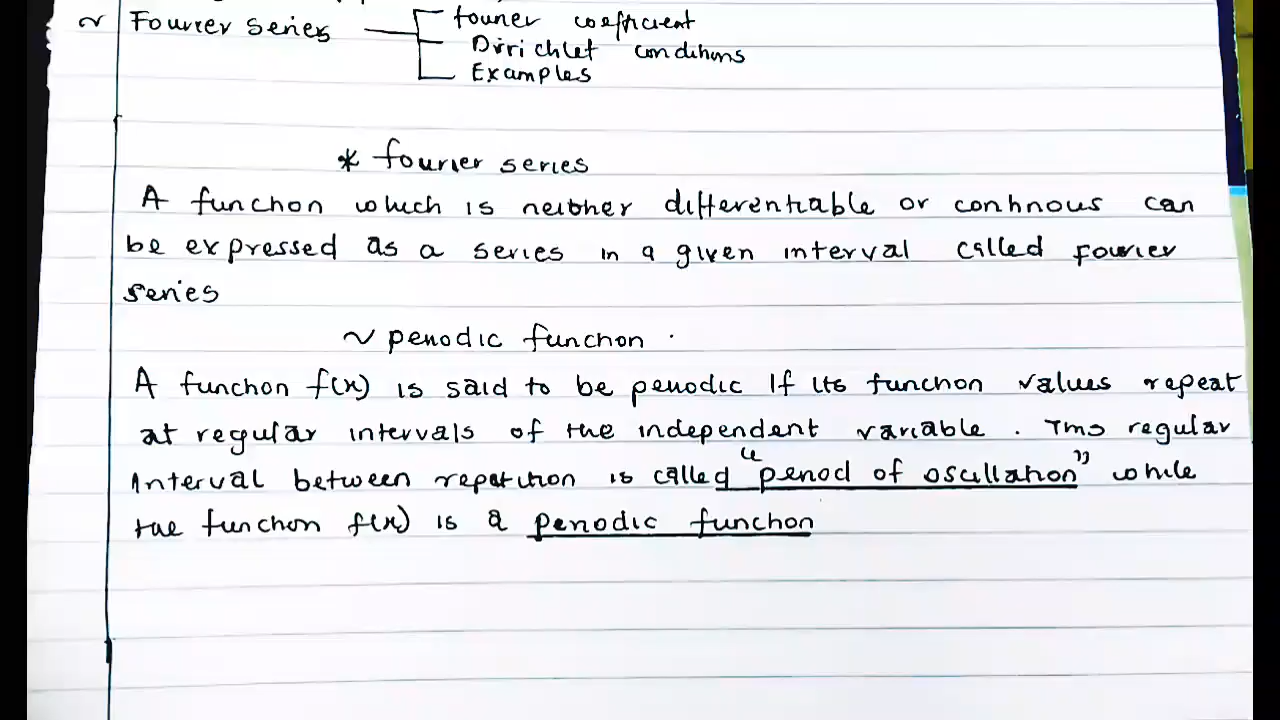 ~ Fourier series
fourier coefficient
Dirichlet conditions
Examples
* fourier series
A function which is neither differentiable or continous can
be expressed as a series in a given interval called fourier
series
~ periodic function .
A function f(x) is said to be periodic If its function values repeat
at regular intervals of the independent variable . This regular
Interval between repetition is called "period of oscillation" while
the function f(x) is a periodic function